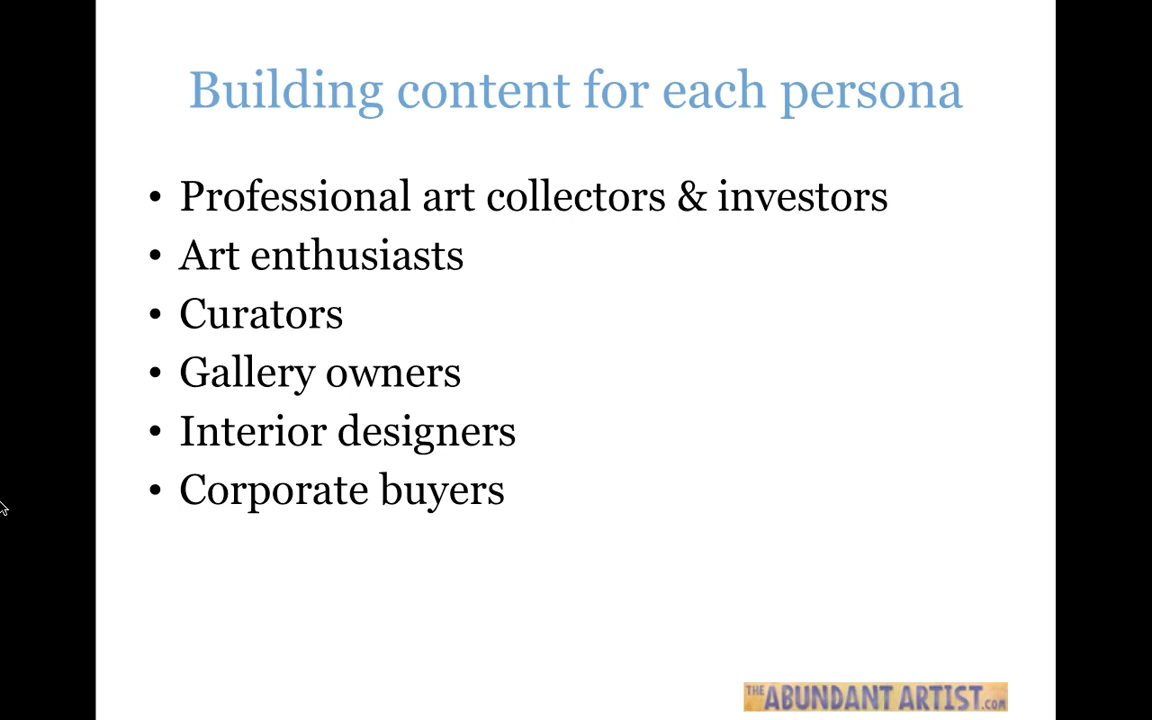 Building content for each persona
• Professional art collectors & investors
• Art enthusiasts
• Curators
• Gallery owners
• Interior designers
• Corporate buyers
THE ABUNDANT ARTIST.COM